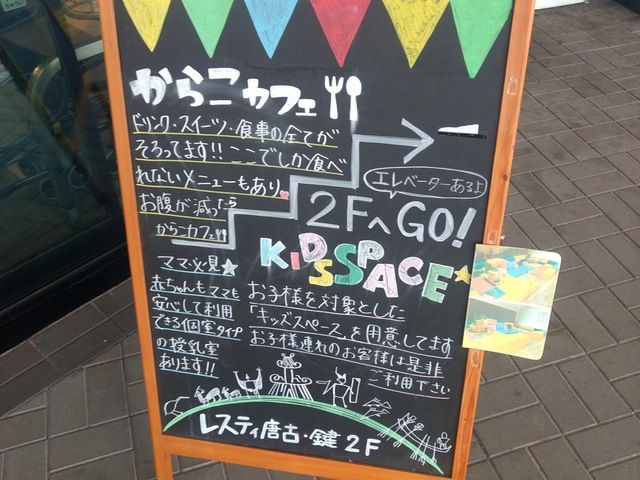 からこカフェ
ドリンク・スイーツ・食事の全てが
そろってます!! ここでしか食べ
れないメニューもあり
お腹が減ったら
からこカフェ
エレベーターあるよ
2FへGO!
KIDSSPACE
ママ必見
赤ちゃんもママも
安心して利用
できる個室タイプ
の授乳室
あります!!
お子様を対象とした
「キッズスペース」を用意してます
お子様連れのお客様は是非
ご利用下さい
レスティ唐古・鍵 2F